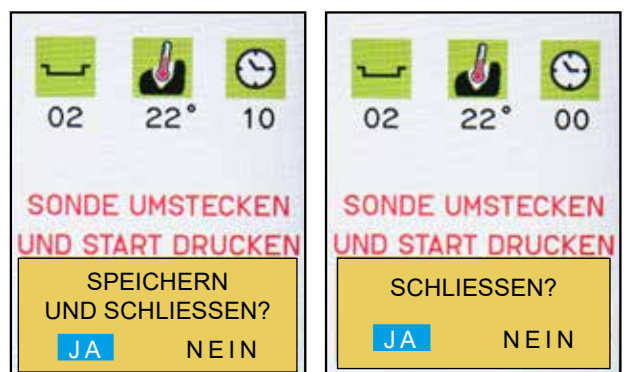 02 22° 10
SONDE UMSTECKEN
UND START DRUCKEN
SPEICHERN
UND SCHLIESSEN?
JA NEIN
02 22° 00
SONDE UMSTECKEN
UND START DRUCKEN
SCHLIESSEN?
JA NEIN